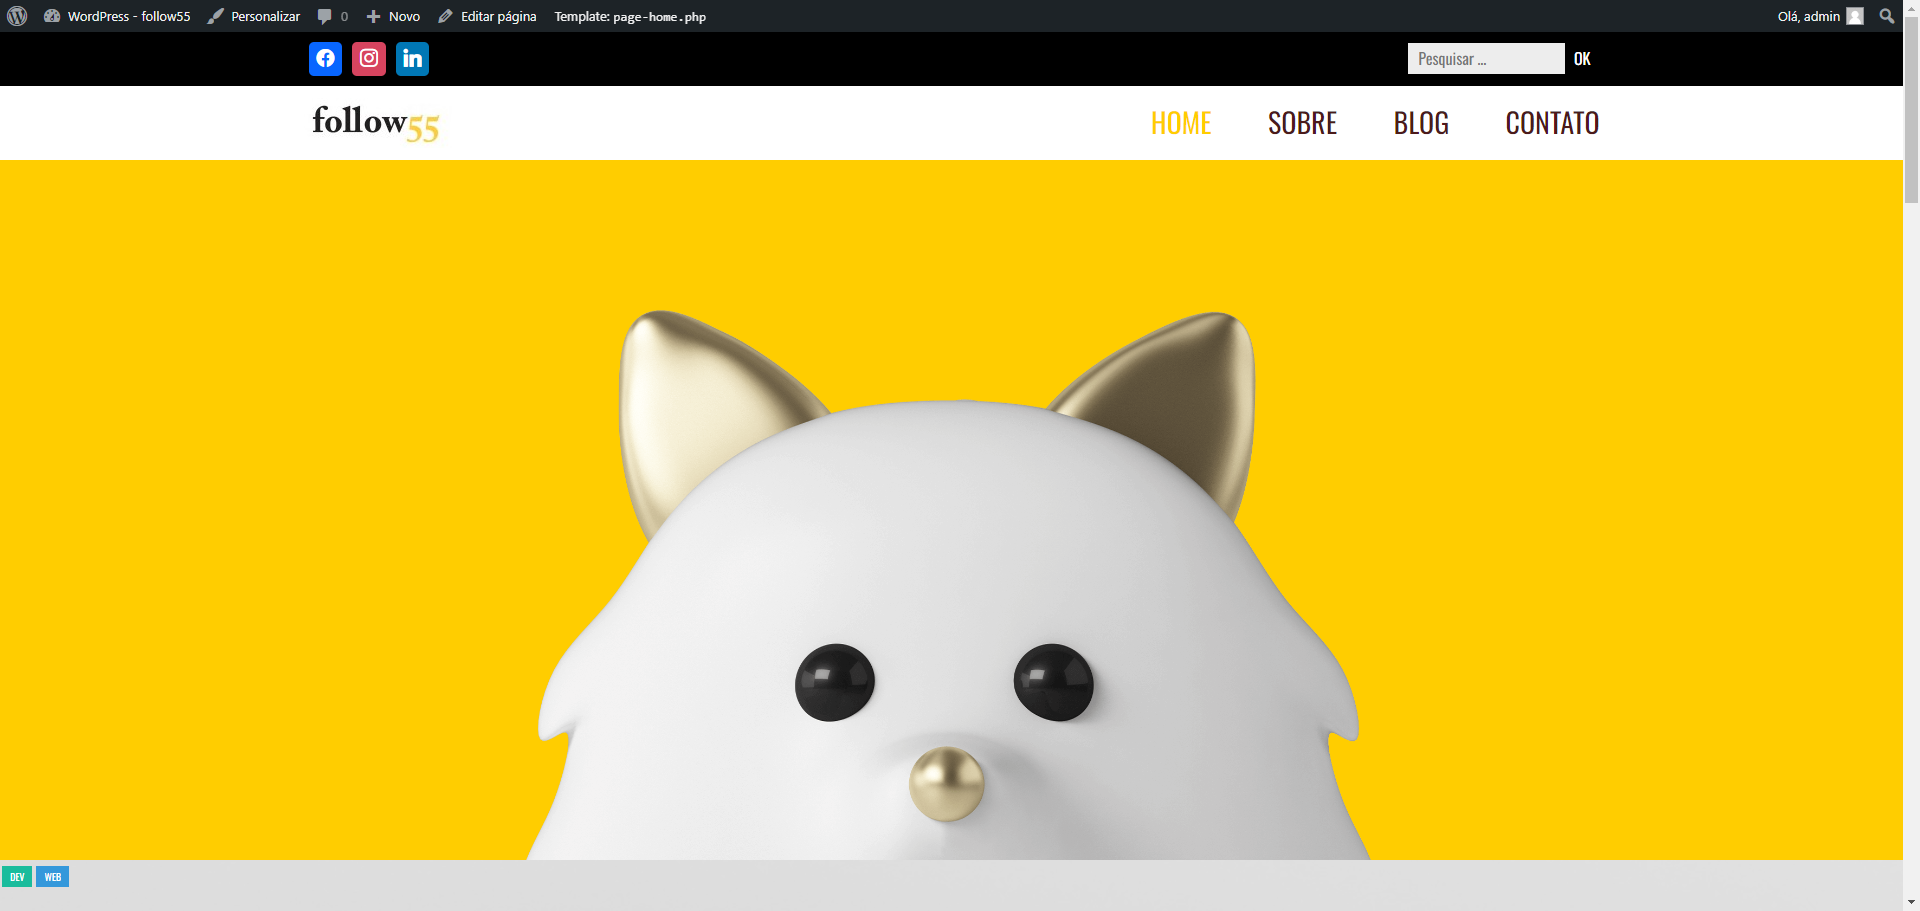 WordPress - follow55 Personalizar 0 Novo Editar página Template: page-home.php Olá, admin
Pesquisar ... OK
follow55 HOME SOBRE BLOG CONTATO
DEV WEB